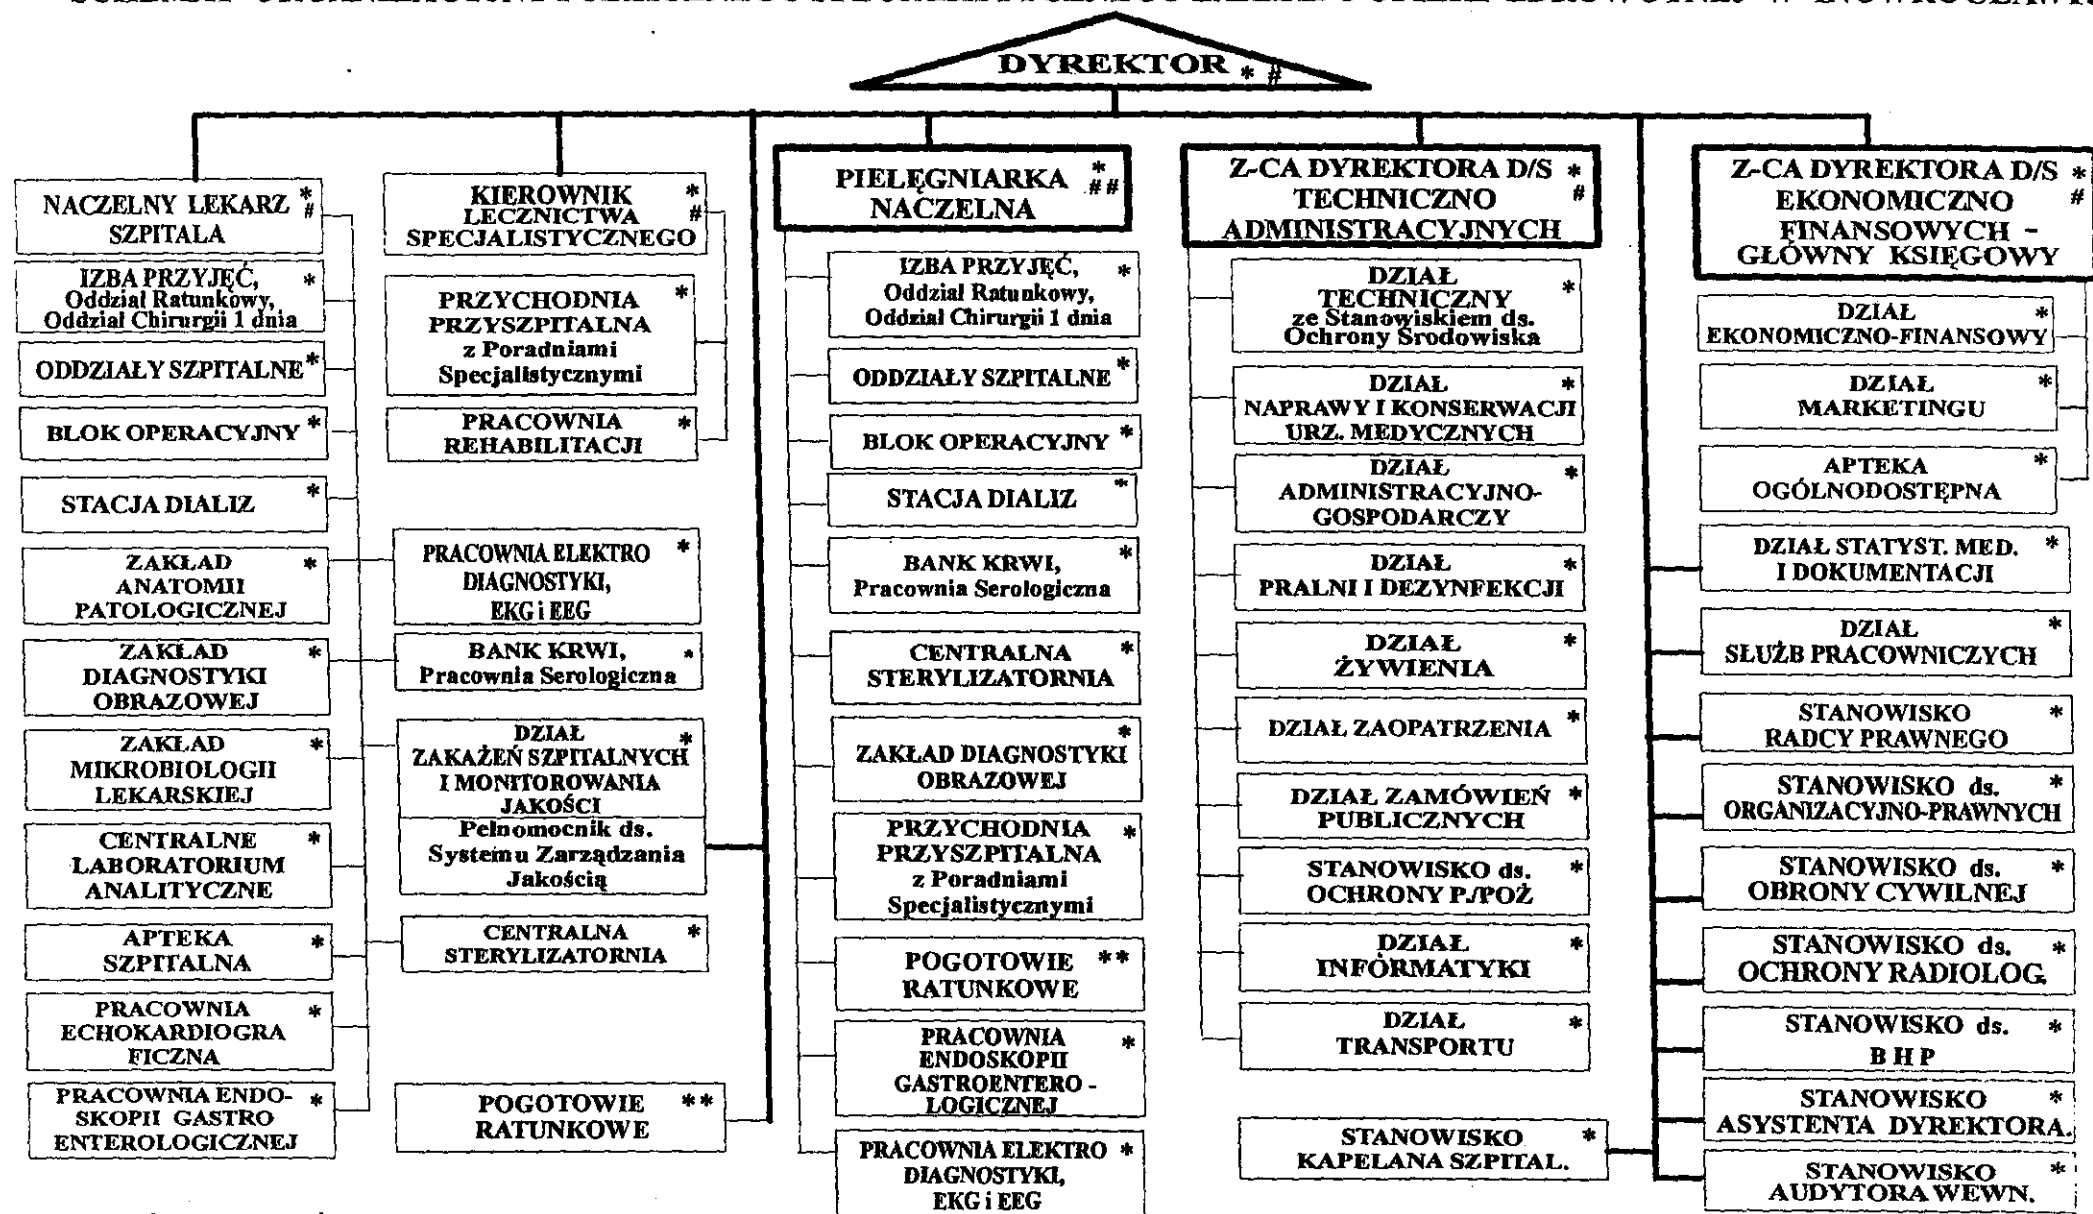 DYREKTOR * #
NACZELNY LEKARZ * #
SZPITALA
IZBA PRZYJĘĆ, *
Oddział Ratunkowy,
Oddział Chirurgii 1 dnia
ODDZIAŁY SZPITALNE *
BLOK OPERACYJNY *
STACJA DIALIZ *
ZAKŁAD *
ANATOMII
PATOLOGICZNEJ
ZAKŁAD *
DIAGNOSTYKI
OBRAZOWEJ
ZAKŁAD *
MIKROBIOLOGII
LEKARSKIEJ
CENTRALNE *
LABORATORIUM
ANALITYCZNE
APTEKA *
SZPITALNA
PRACOWNIA *
ECHOKARDIOGRA
FICZNA
PRACOWNIA ENDO- *
SKOPII GASTRO
ENTEROLOGICZNEJ
KIEROWNIK *
LECZNICTWA #
SPECJALISTYCZNEGO
PRZYCHODNIA *
PRZYSZPITALNA
z Poradniami
Specjalistycznymi
PRACOWNIA *
REHABILITACJI
PRACOWNIA ELEKTRO *
DIAGNOSTYKI,
EKG i EEG
BANK KRWI, *
Pracownia Serologiczna
DZIAŁ *
ZAKAŻEŃ SZPITALNYCH
I MONITOROWANIA
JAKOŚCI
Pełnomocnik ds.
Systemu Zarządzania
Jakością
CENTRALNA *
STERYLIZATORNIA
POGOTOWIE **
RATUNKOWE
PIELĘGNIARKA * ##
NACZELNA
IZBA PRZYJĘĆ, *
Oddział Ratunkowy,
Oddział Chirurgii 1 dnia
ODDZIAŁY SZPITALNE *
BLOK OPERACYJNY *
STACJA DIALIZ *
BANK KRWI, *
Pracownia Serologiczna
CENTRALNA *
STERYLIZATORNIA
ZAKŁAD DIAGNOSTYKI *
OBRAZOWEJ
PRZYCHODNIA *
PRZYSZPITALNA
z Poradniami
Specjalistycznymi
POGOTOWIE **
RATUNKOWE
PRACOWNIA *
ENDOSKOPII
GASTROENTERO -
LOGICZNEJ
PRACOWNIA ELEKTRO *
DIAGNOSTYKI,
EKG i EEG
Z-CA DYREKTORA D/S *
TECHNICZNO #
ADMINISTRACYJNYCH
DZIAŁ *
TECHNICZNY
ze Stanowiskiem ds.
Ochrony Srodowiska
DZIAŁ *
NAPRAWY I KONSERWACJI
URZ. MEDYCZNYCH
DZIAŁ *
ADMINISTRACYJNO-
GOSPODARCZY
DZIAŁ *
PRALNI I DEZYNFEKCJI
DZIAŁ *
ŻYWIENIA
DZIAŁ ZAOPATRZENIA *
DZIAŁ ZAMÓWIEŃ *
PUBLICZNYCH
STANOWISKO ds. *
OCHRONY P./POŻ
DZIAŁ *
INFORMATYKI
DZIAŁ *
TRANSPORTU
STANOWISKO *
KAPELANA SZPITAL.
Z-CA DYREKTORA D/S *
EKONOMICZNO #
FINANSOWYCH -
GŁÓWNY KSIĘGOWY
DZIAŁ *
EKONOMICZNO-FINANSOWY
DZIAŁ *
MARKETINGU
APTEKA *
OGÓLNODOSTĘPNA
DZIAŁ STATYST. MED. *
I DOKUMENTACJI
DZIAŁ *
SŁUŻB PRACOWNICZYCH
STANOWISKO *
RADCY PRAWNEGO
STANOWISKO ds. *
ORGANIZACYJNO-PRAWNYCH
STANOWISKO ds. *
OBRONY CYWILNEJ
STANOWISKO ds. *
OCHRONY RADIOLOG.
STANOWISKO ds. *
B H P
STANOWISKO *
ASYSTENTA DYREKTORA.
STANOWISKO *
AUDYTORA WEWN.